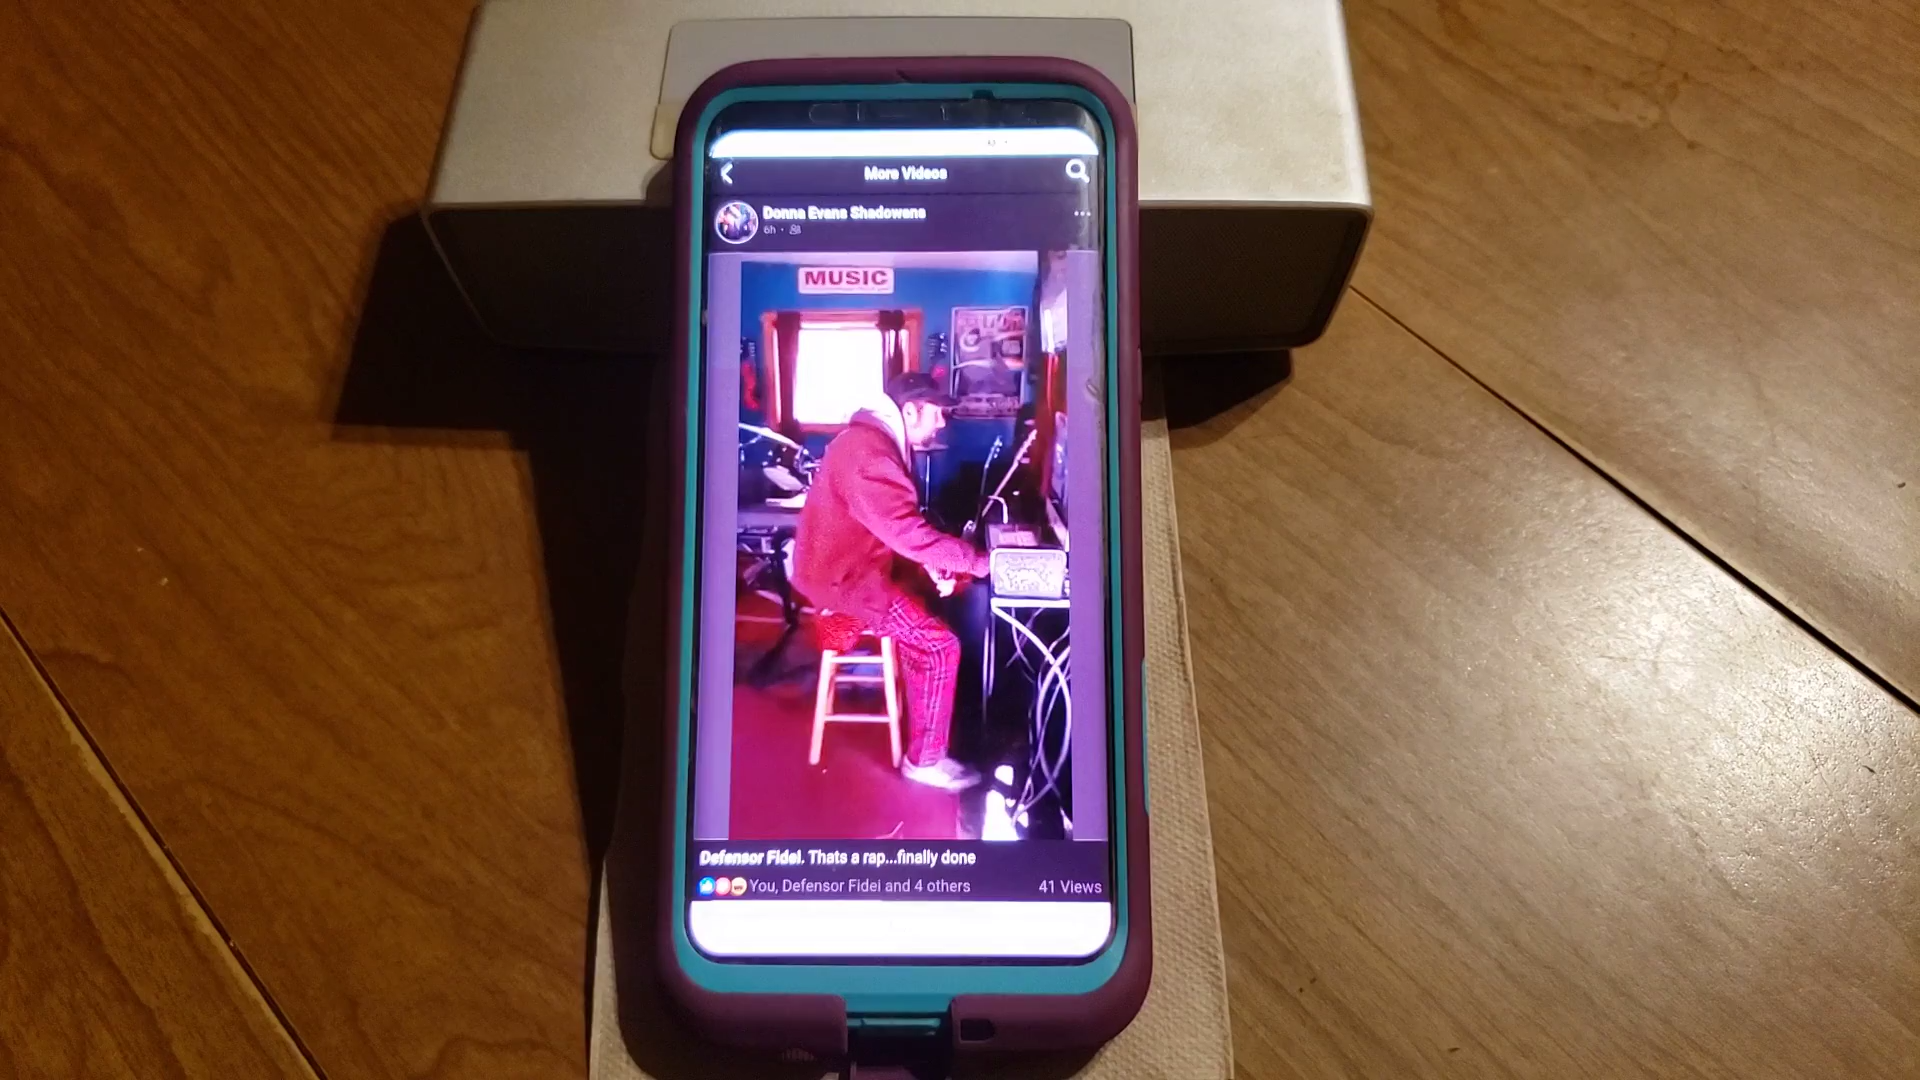 More Videos
Donna Evans Shadowens
6h
MUSIC
Defensor Fidei. Thats a rap...finally done
You, Defensor Fidei and 4 others
41 Views